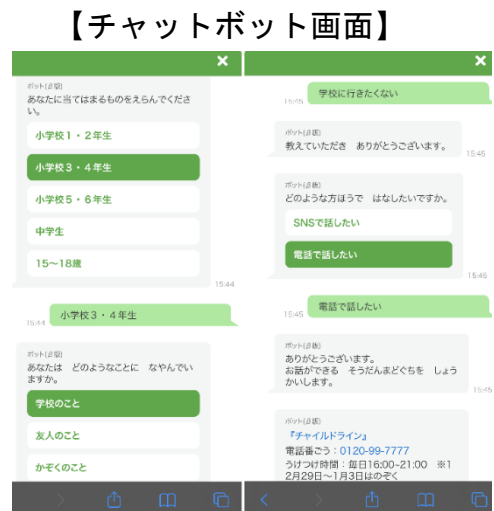 【チャットボット画面】
ボット(β版)
あなたに当てはまるものをえらんでくださ
い。
小学校1・2年生
小学校3・4年生
小学校5・6年生
中学生
15~18歳
15:44
小学校3・4年生
15:44
ボット(β版)
あなたは どのようなことに なやんでい
ますか。
学校のこと
友人のこと
かぞくのこと
学校に行きたくない
15:45
ボット(β版)
教えていただき ありがとうございます。
15:45
ボット(β版)
どのような方ほうで はなしたいですか。
SNSで話したい
電話で話したい
15:45
電話で話したい
15:45
ボット(β版)
ありがとうございます。
お話ができる そうだんまどぐちを しょう
かいします。
15:45
ボット(β版)
『チャイルドライン』
電話番ごう:0120-99-7777
うけつけ時間:毎日16:00-21:00 ※1
2月29日~1月3日はのぞく